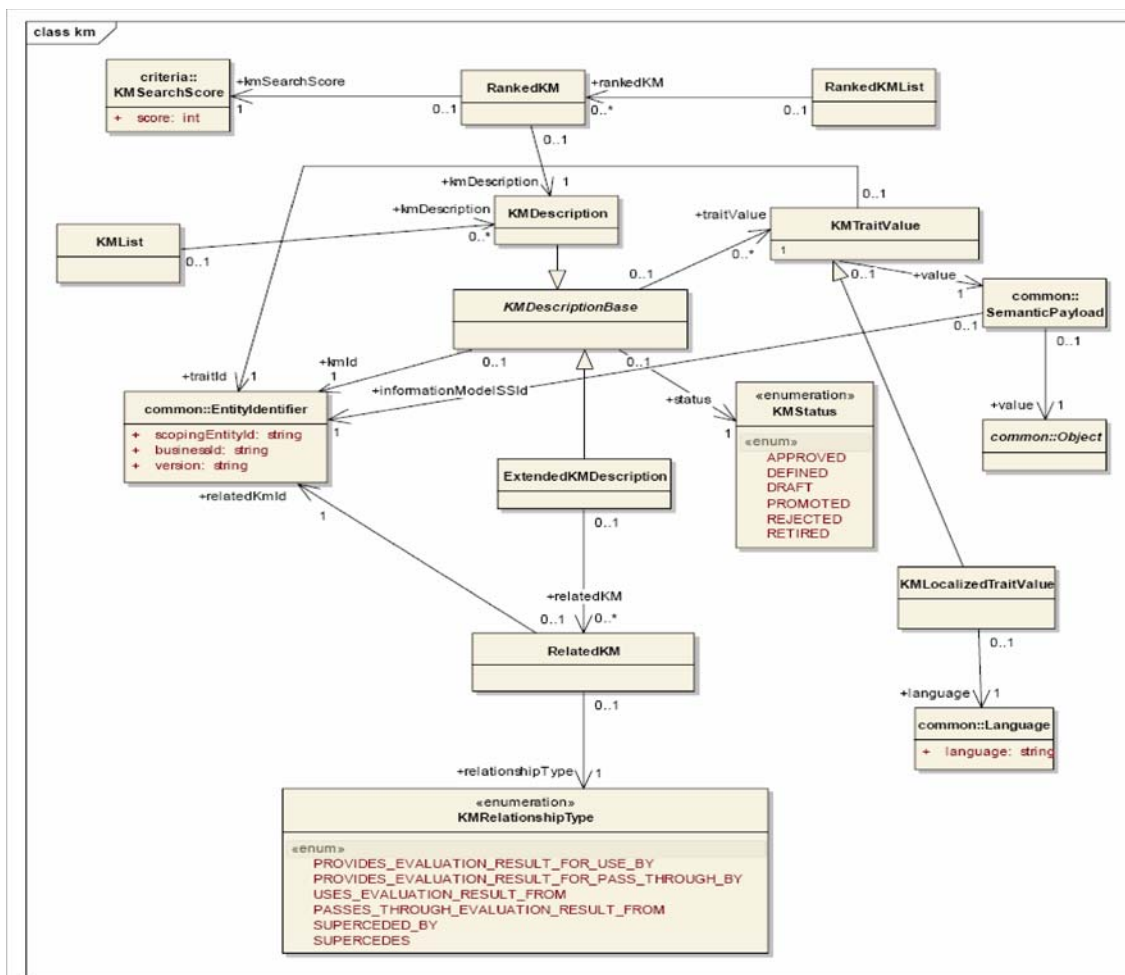 class km
criteria::
KMSearchScore
+ score: int
+kmSearchScore
1
0..1
RankedKM
+rankedKM
0..*
0..1
RankedKMList
0..1
+kmDescription
1
0..1
+kmDescription
0..*
KMDescription
+traitValue
0..*
KMTraitValue
1
KMList
0..1
0..1
0..1
+value
1
common::
SemanticPayload
0..1
0..1
KMDescriptionBase
0..1
0..1
+kmId
1
+traitId
1
+informationModelSSId
1
+status
1
common::EntityIdentifier
+ scopingEntityId: string
+ businessId: string
+ version: string
«enumeration»
KMStatus
«enum»
APPROVED
DEFINED
DRAFT
PROMOTED
REJECTED
RETIRED
+value
1
common::Object
ExtendedKMDescription
0..1
+relatedKmId
1
+relatedKM
0..1
0..*
RelatedKM
0..1
KMLocalizedTraitValue
0..1
+language
1
common::Language
+ language: string
+relationshipType
1
«enumeration»
KMRelationshipType
«enum»
PROVIDES_EVALUATION_RESULT_FOR_USE_BY
PROVIDES_EVALUATION_RESULT_FOR_PASS_THROUGH_BY
USES_EVALUATION_RESULT_FROM
PASSES_THROUGH_EVALUATION_RESULT_FROM
SUPERCEDED_BY
SUPERCEDES